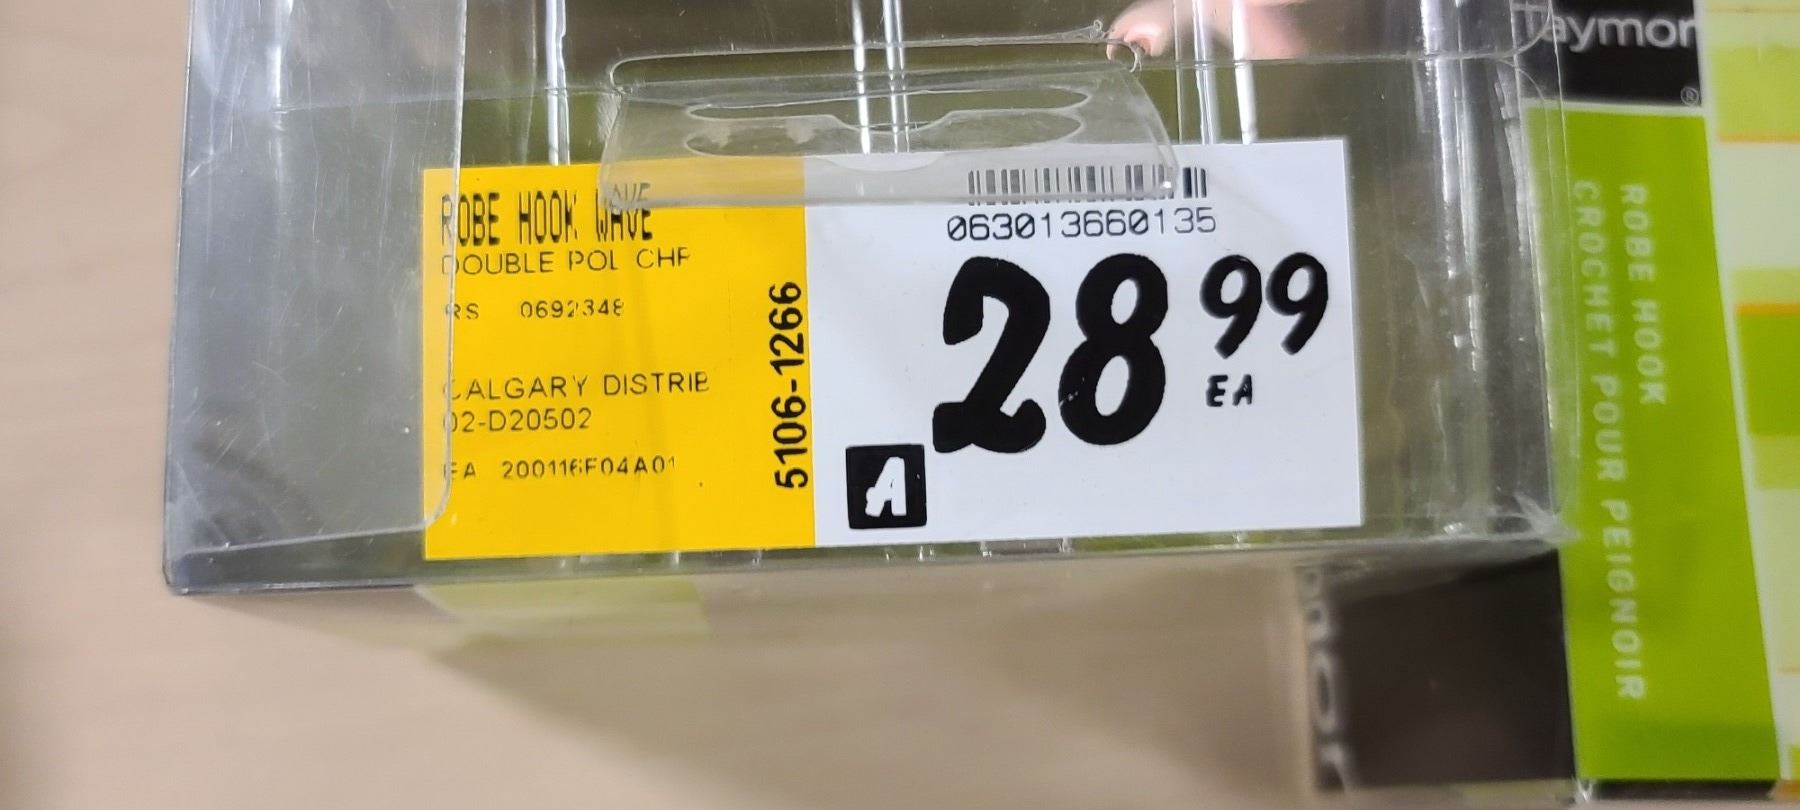 ROBE HOOK WAVE
DOUBLE POL CHR
RS 0692348
CALGARY DISTRIB
02-D20502
EA 200116F04A01
5106-1266
063013660135
28 99
EA
A
Taymor
®
ROBE HOOK
CROCHET POUR PEIGNOIR